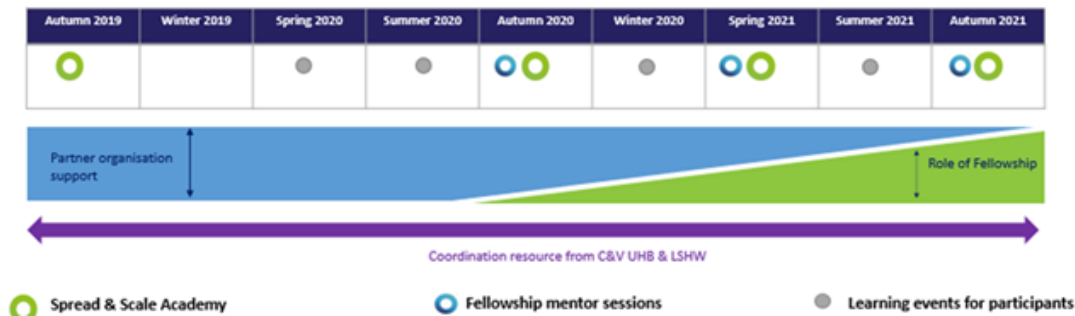 Autumn 2019 Winter 2019 Spring 2020 Summer 2020 Autumn 2020 Winter 2020 Spring 2021 Summer 2021 Autumn 2021
Partner organisation
support
Role of Fellowship
Coordination resource from C&V UHB & LSHW
Spread & Scale Academy Fellowship mentor sessions Learning events for participants